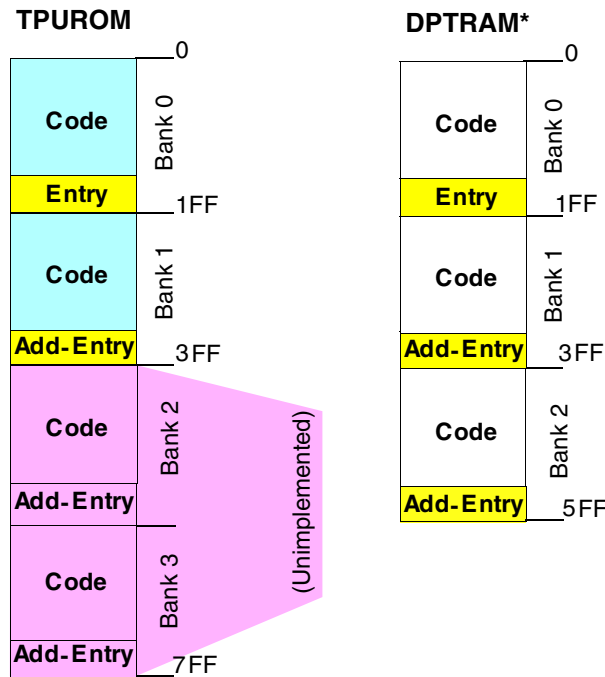 TPUROM
0
Code
Bank 0
Entry
1FF
Code
Bank 1
Add-Entry
3FF
Code
Bank 2
Add-Entry
Code
Bank 3
Add-Entry
7FF
(Unimplemented)
DPTRAM*
0
Code
Bank 0
Entry
1FF
Code
Bank 1
Add-Entry
3FF
Code
Bank 2
Add-Entry
5FF